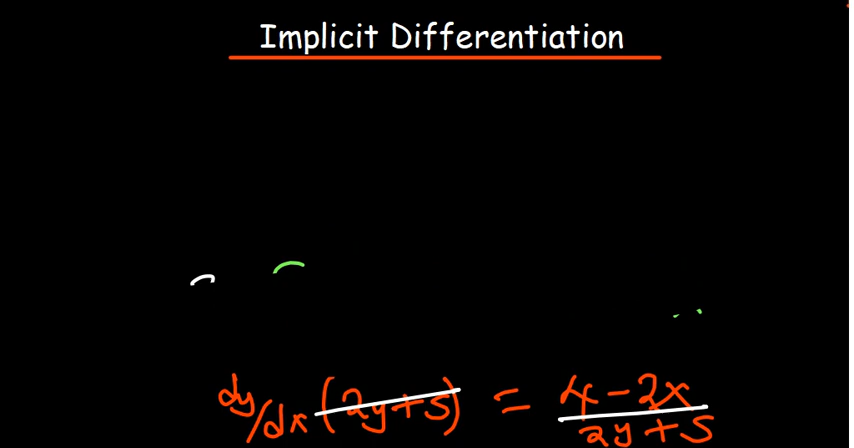 Implicit Differentiation
dy/dx (2y+5) = 4-2x
2y+5